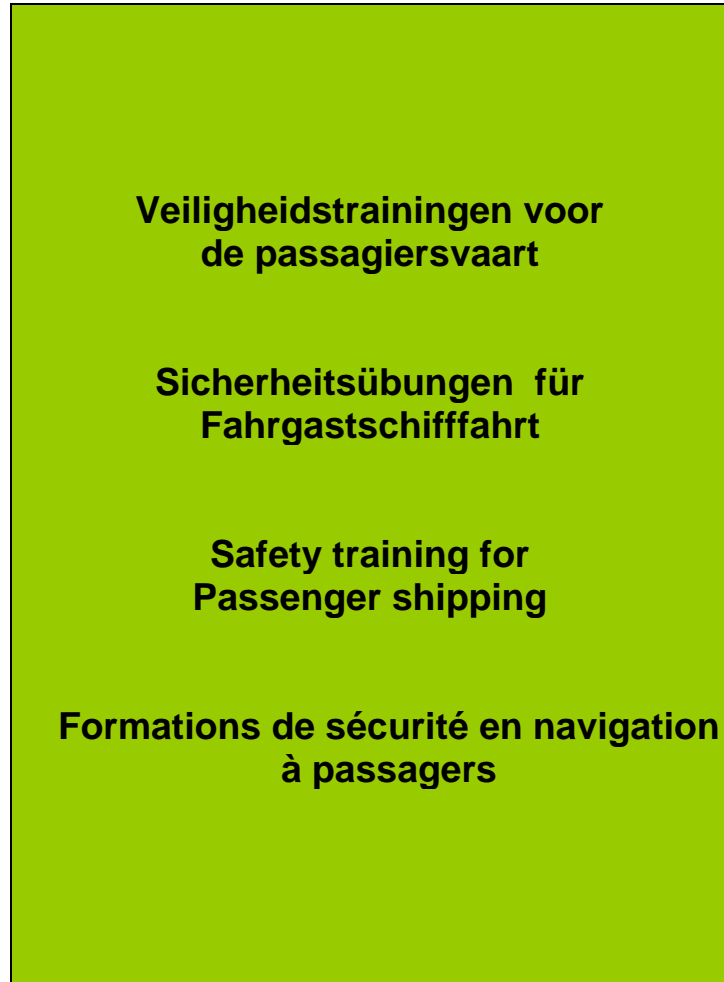 Veiligheidstrainingen voor
de passagiersvaart
Sicherheitsübungen für
Fahrgastschifffahrt
Safety training for
Passenger shipping
Formations de sécurité en navigation
à passagers